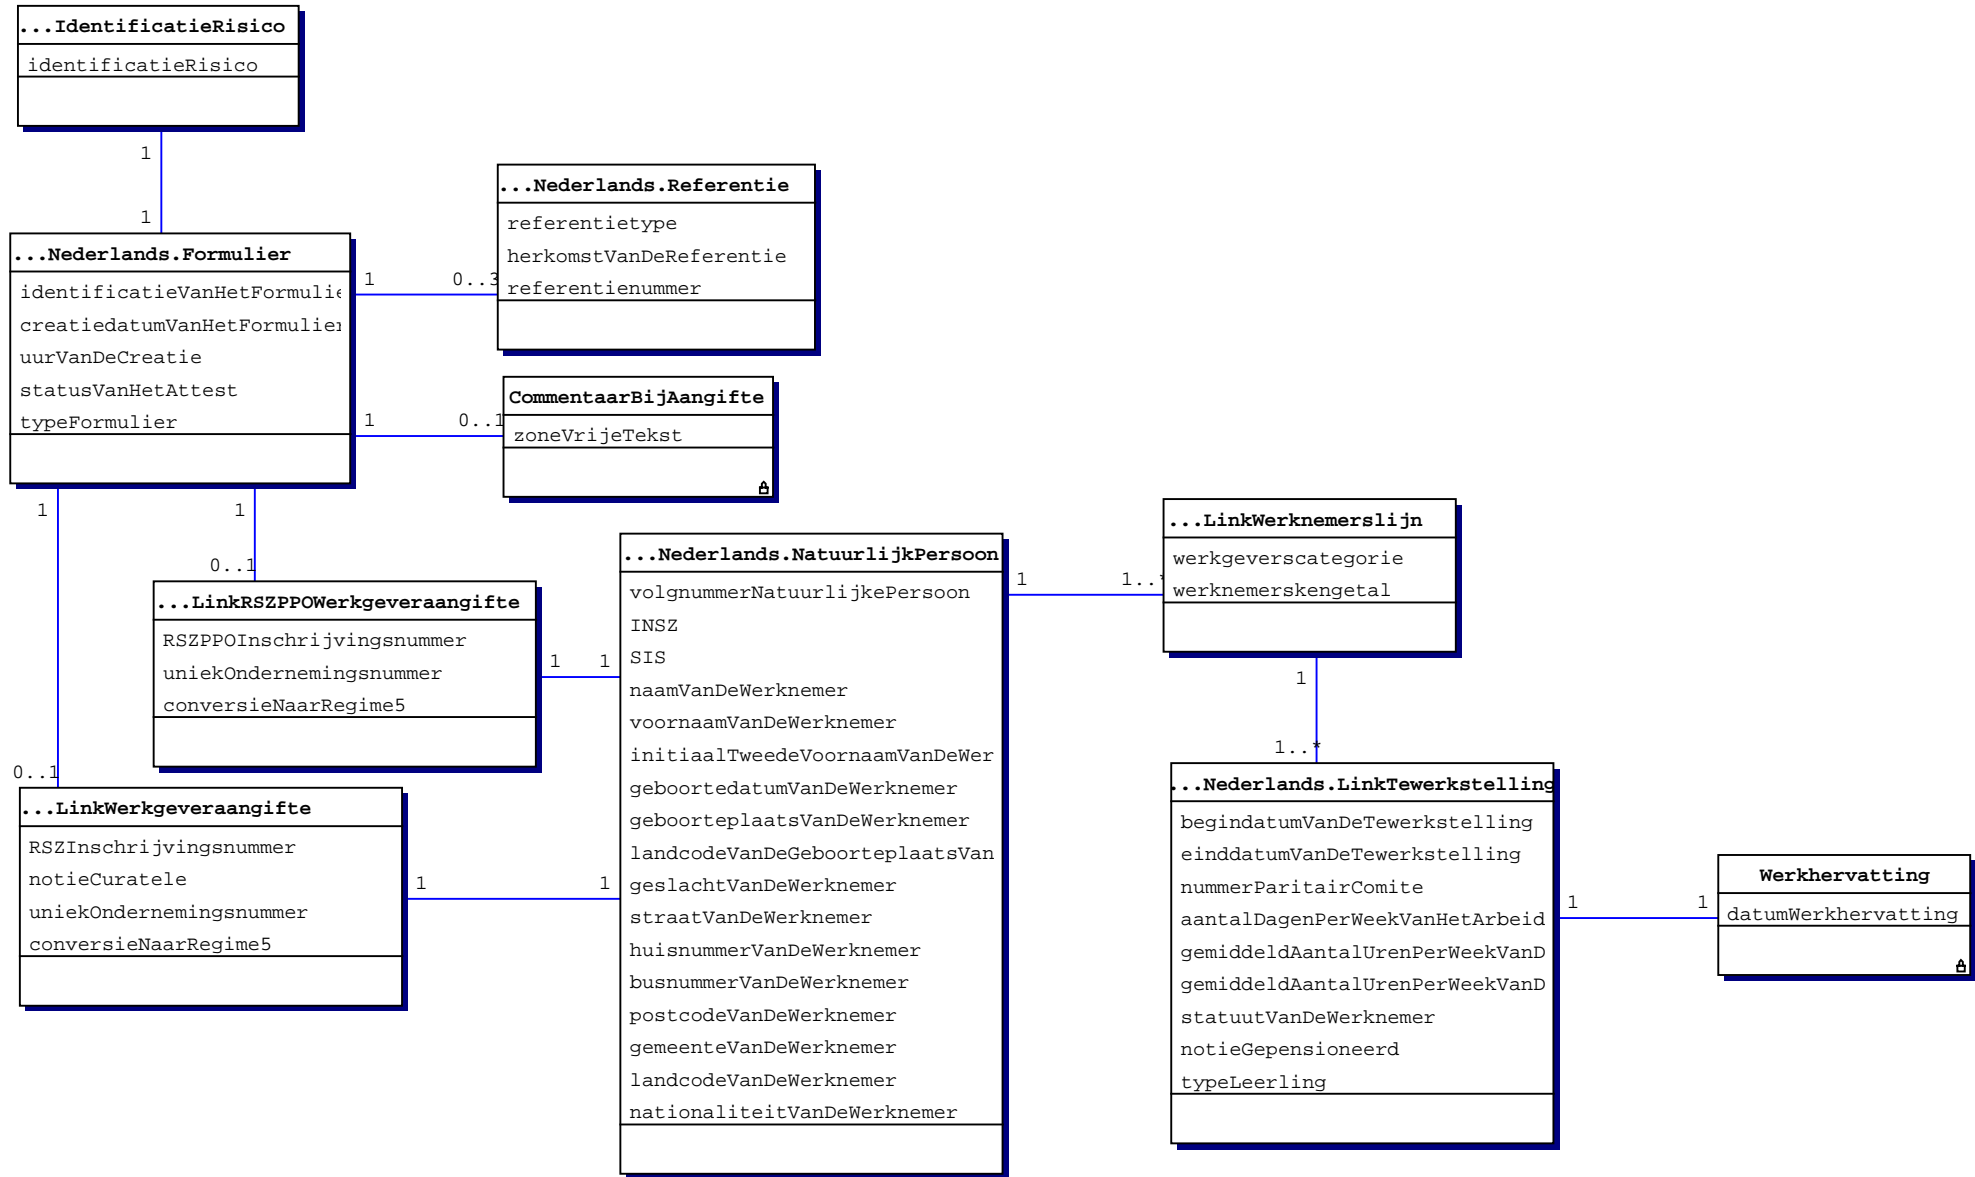 ...IdentificatieRisico
identificatieRisico
1
1
...Nederlands.Formulier
identificatieVanHetFormulie
creatiedatumVanHetFormulier
uurVanDeCreatie
statusVanHetAttest
typeFormulier
1
0..3
...Nederlands.Referentie
referentietype
herkomstVanDeReferentie
referentienummer
1
0..1
CommentaarBijAangifte
zoneVrijeTekst
1
0..1
1
0..1
...LinkRSZPPOWerkgeveraangifte
RSZPPOInschrijvingsnummer
uniekOndernemingsnummer
conversieNaarRegime5
1
1
...LinkWerkgeveraangifte
RSZInschrijvingsnummer
notieCuratele
uniekOndernemingsnummer
conversieNaarRegime5
1
1
...Nederlands.NatuurlijkPersoon
volgnummerNatuurlijkePersoon
INSZ
SIS
naamVanDeWerknemer
voornaamVanDeWerknemer
initiaalTweedeVoornaamVanDeWer
geboortedatumVanDeWerknemer
geboorteplaatsVanDeWerknemer
landcodeVanDeGeboorteplaatsVan
geslachtVanDeWerknemer
straatVanDeWerknemer
huisnummerVanDeWerknemer
busnummerVanDeWerknemer
postcodeVanDeWerknemer
gemeenteVanDeWerknemer
landcodeVanDeWerknemer
nationaliteitVanDeWerknemer
1
1..*
...LinkWerknemerslijn
werkgeverscategorie
werknemerskengetal
1
1..*
...Nederlands.LinkTewerkstelling
begindatumVanDeTewerkstelling
einddatumVanDeTewerkstelling
nummerParitairComite
aantalDagenPerWeekVanHetArbeid
gemiddeldAantalUrenPerWeekVanD
gemiddeldAantalUrenPerWeekVanD
statuutVanDeWerknemer
notieGepensioneerd
typeLeerling
1
1
Werkhervatting
datumWerkhervatting